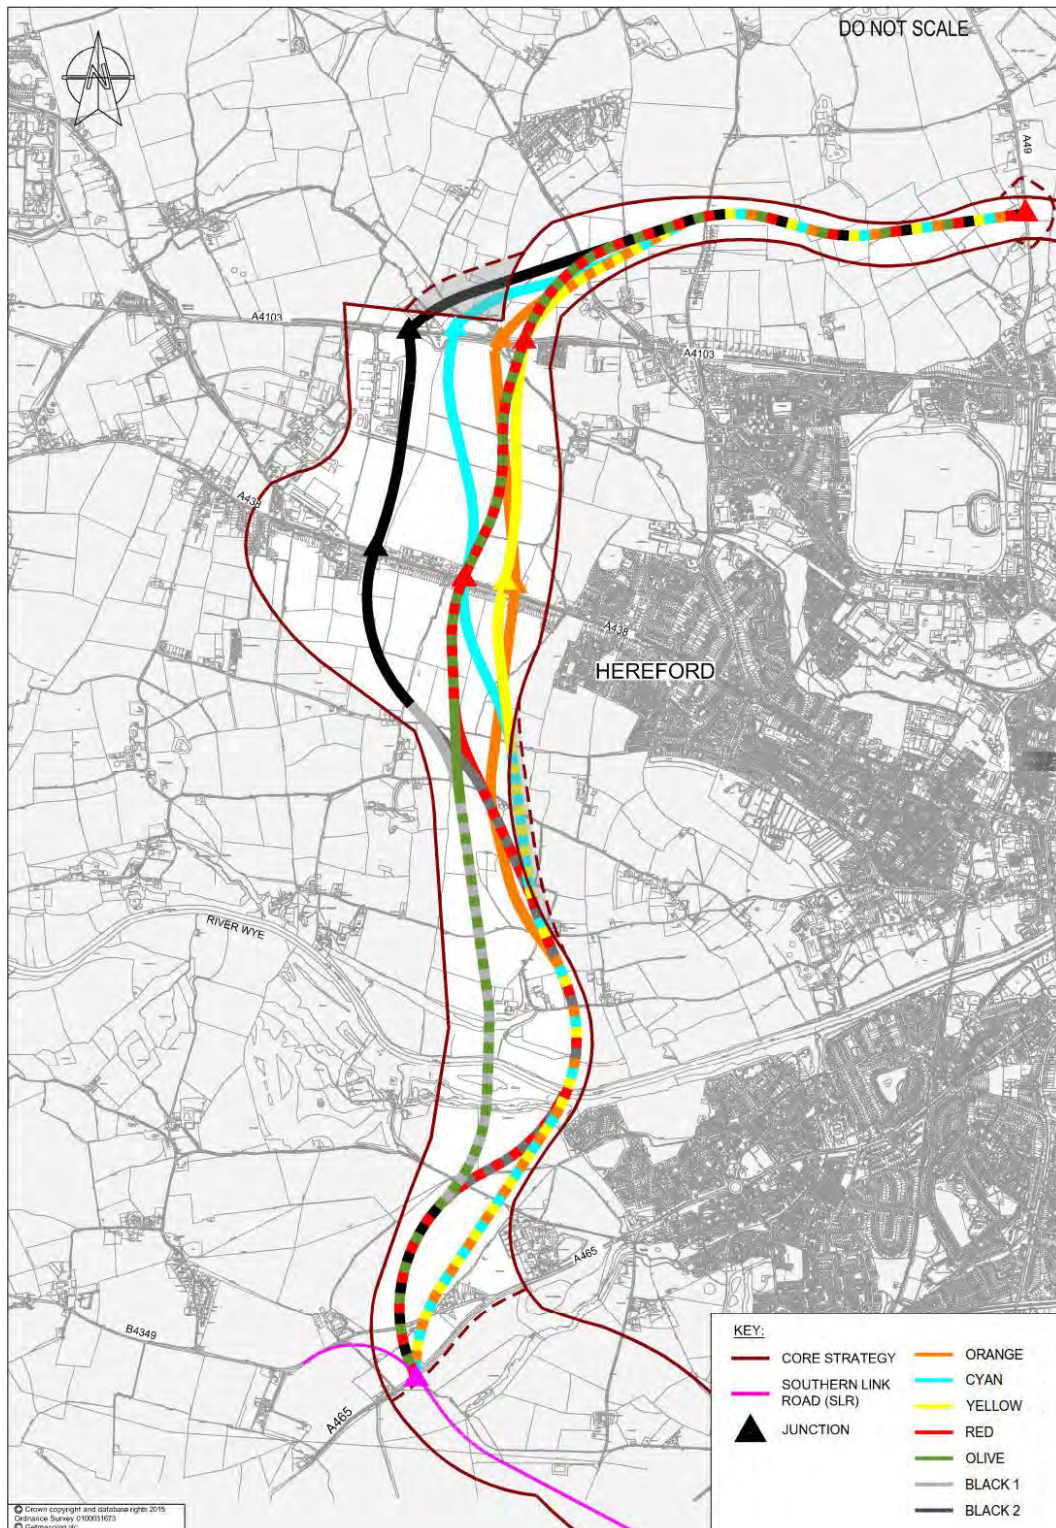 DO NOT SCALE
N
A49
A4103
A4103
A438
A438
HEREFORD
RIVER WYE
A465
B4349
A465
KEY:
CORE STRATEGY
SOUTHERN LINK
ROAD (SLR)
JUNCTION
ORANGE
CYAN
YELLOW
RED
OLIVE
BLACK 1
BLACK 2
© Crown copyright and database rights 2015
Ordnance Survey 0100031673
© Getmapping plc